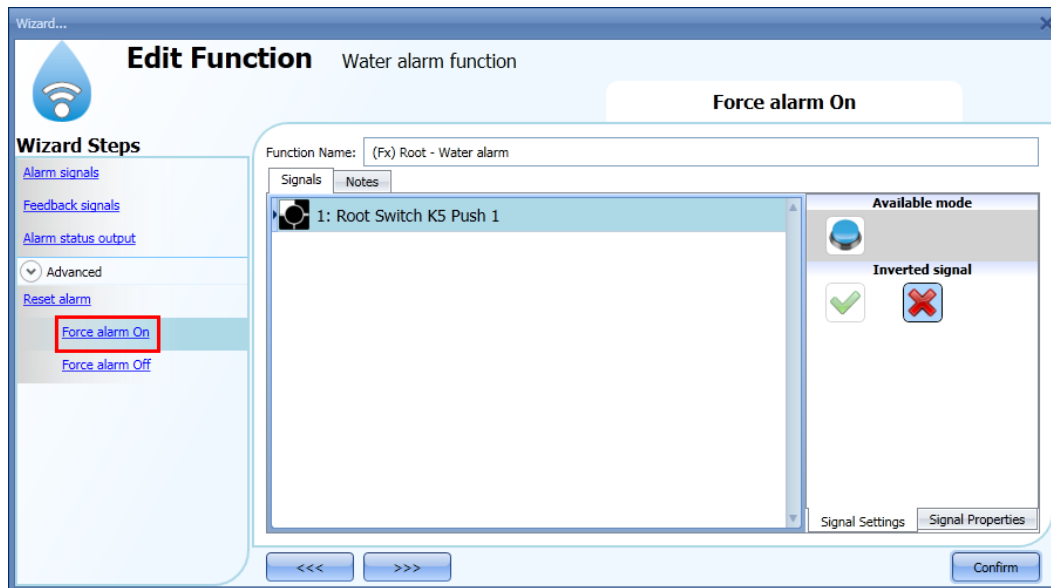 Wizard...
Edit Function Water alarm function
Force alarm On
Wizard Steps
Alarm signals
Feedback signals
Alarm status output
Advanced
Reset alarm
Force alarm On
Force alarm Off
Function Name: (Fx) Root - Water alarm
Signals Notes
1: Root Switch K5 Push 1
Available mode
Inverted signal
Signal Settings Signal Properties
<<< >>> Confirm